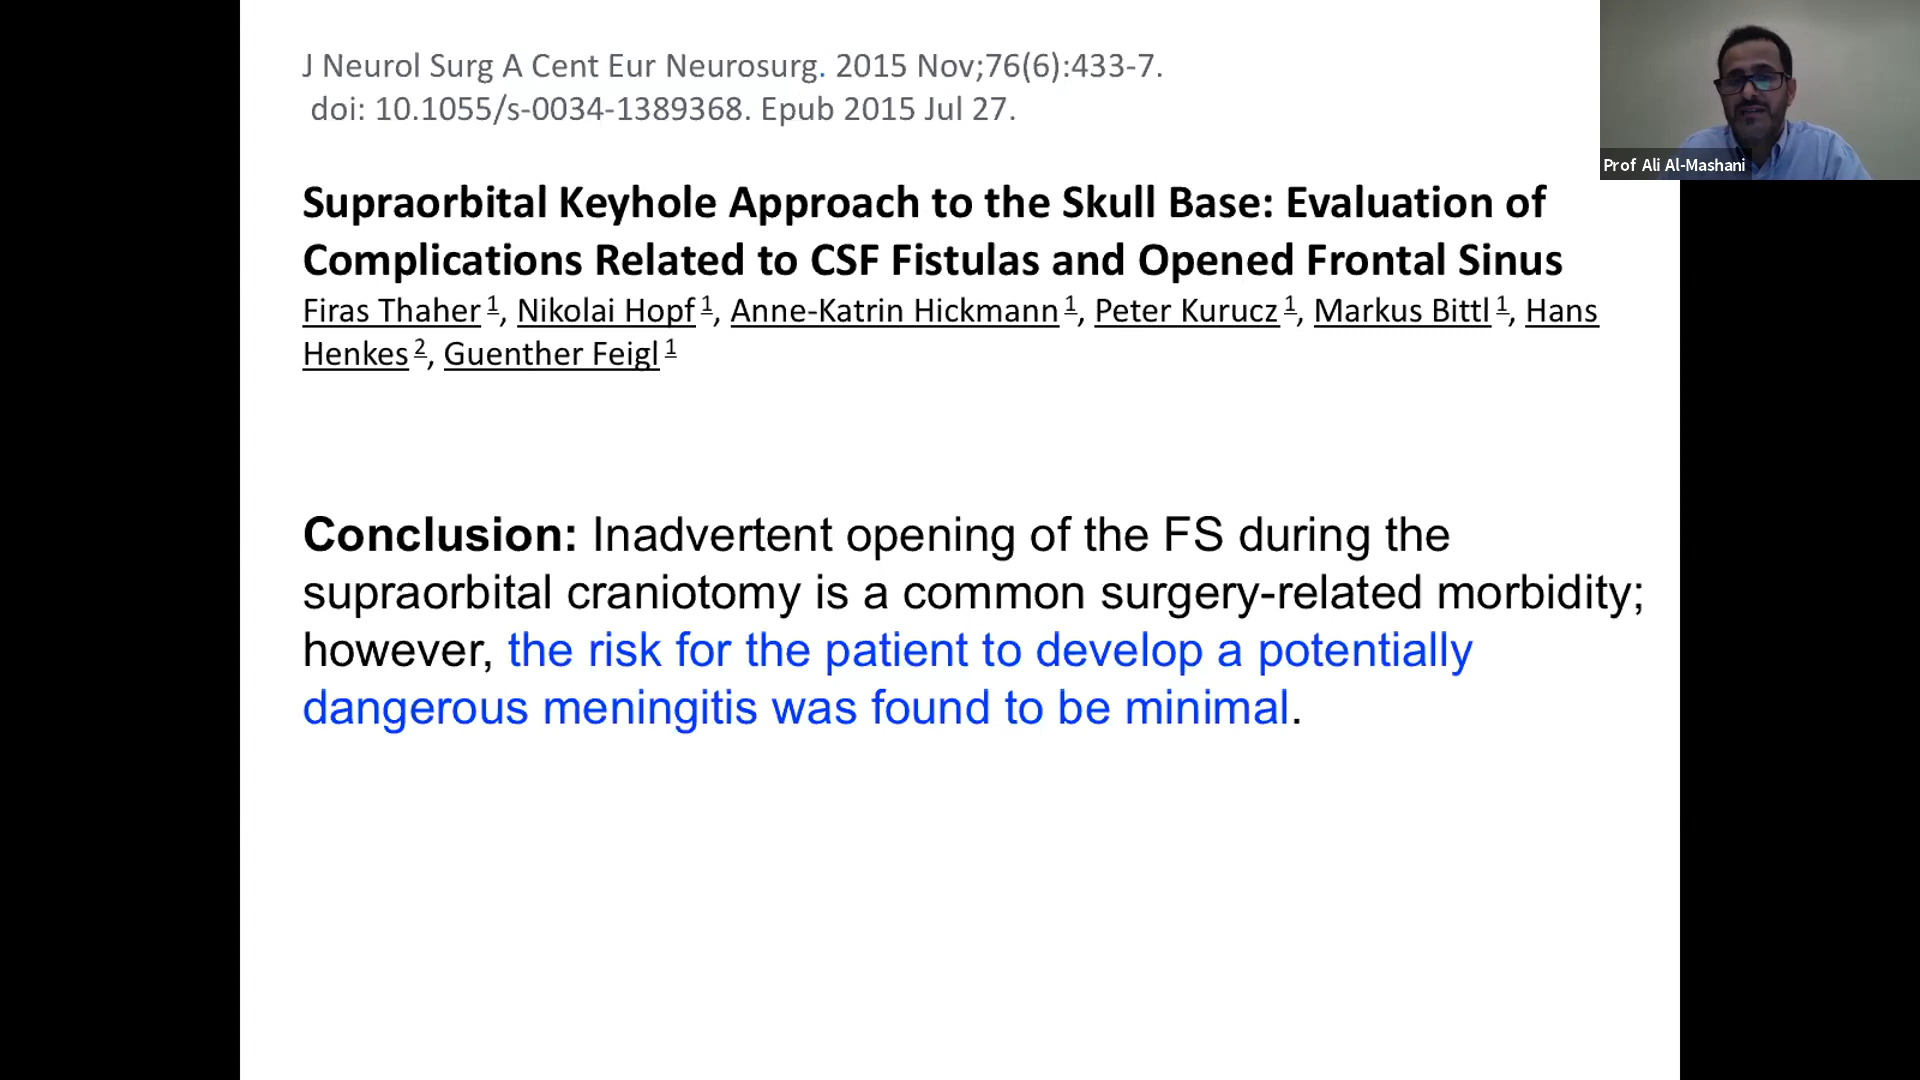 J Neurol Surg A Cent Eur Neurosurg. 2015 Nov;76(6):433-7.
doi: 10.1055/s-0034-1389368. Epub 2015 Jul 27.
Prof Ali Al-Mashani
Supraorbital Keyhole Approach to the Skull Base: Evaluation of
Complications Related to CSF Fistulas and Opened Frontal Sinus
Firas Thaher 1, Nikolai Hopf 1, Anne-Katrin Hickmann 1, Peter Kurucz 1, Markus Bittl 1, Hans
Henkes 2, Guenther Feigl 1
Conclusion: Inadvertent opening of the FS during the
supraorbital craniotomy is a common surgery-related morbidity;
however, the risk for the patient to develop a potentially
dangerous meningitis was found to be minimal.